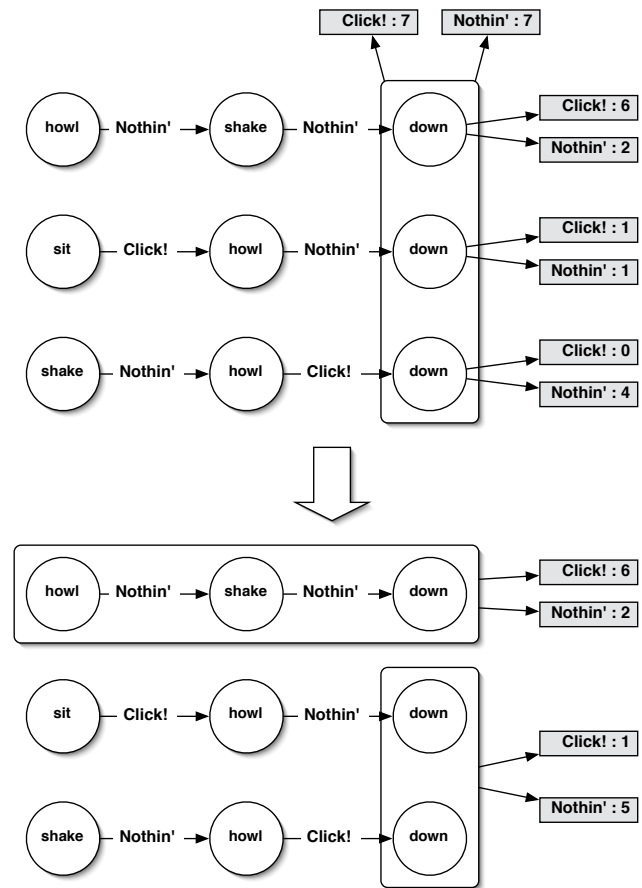 Click! : 7 Nothin' : 7
howl Nothin' shake Nothin' down Click! : 6
Nothin' : 2
sit Click! howl Nothin' down Click! : 1
Nothin' : 1
shake Nothin' howl Click! down Click! : 0
Nothin' : 4
howl Nothin' shake Nothin' down Click! : 6
Nothin' : 2
sit Click! howl Nothin' down
Click! : 1
Nothin' : 5
shake Nothin' howl Click! down